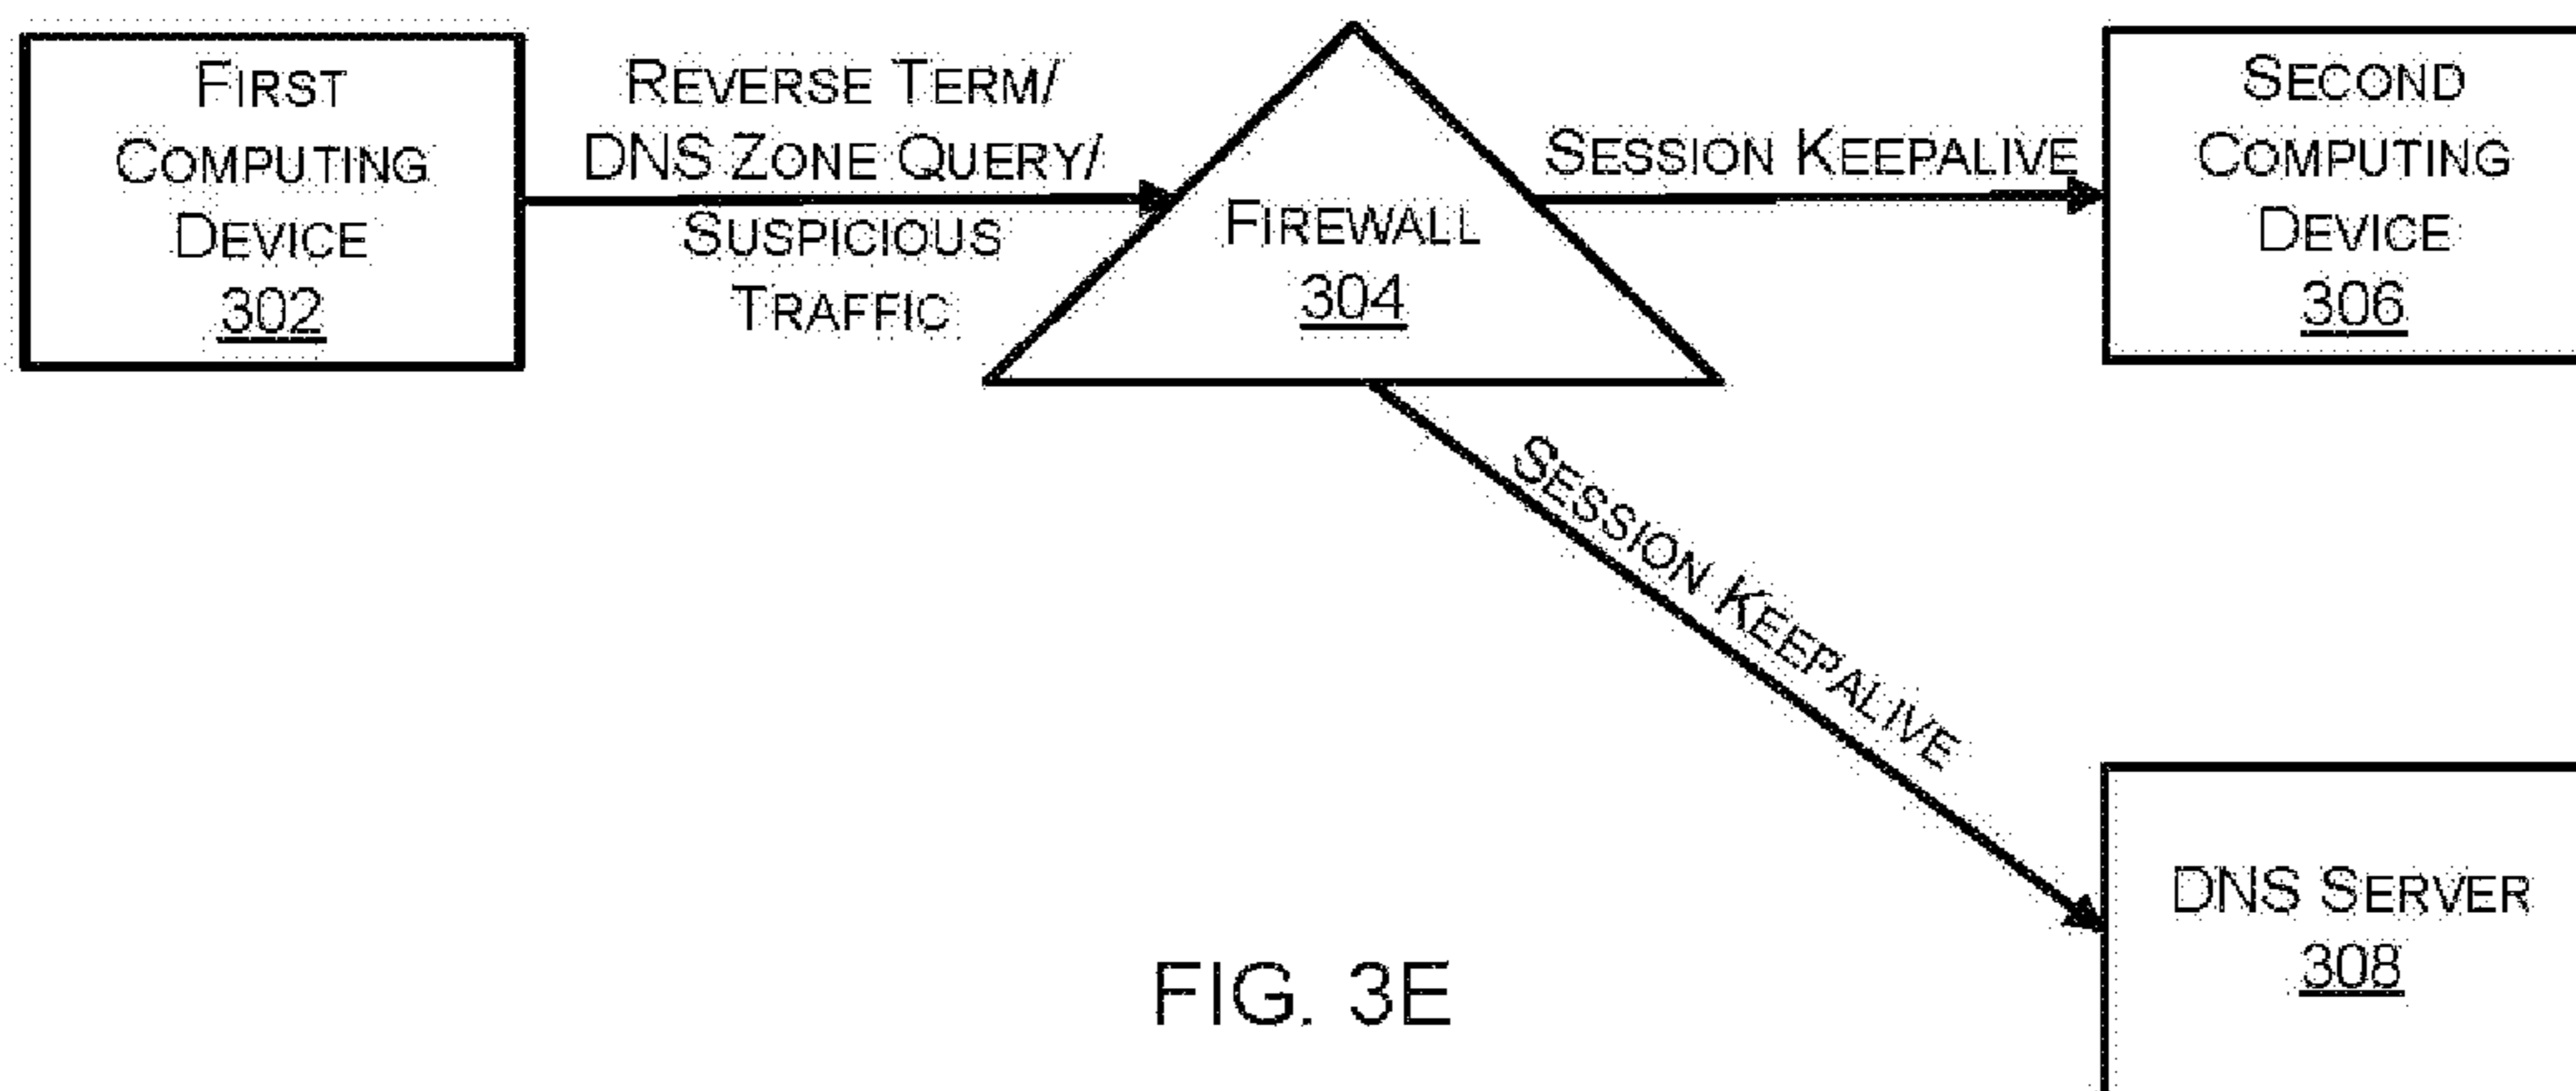 FIRST
COMPUTING
DEVICE
302
REVERSE TERM/
DNS ZONE QUERY/
SUSPICIOUS
TRAFFIC
FIREWALL
304
SESSION KEEPALIVE
SECOND
COMPUTING
DEVICE
306
SESSION KEEPALIVE
DNS SERVER
308
FIG. 3E